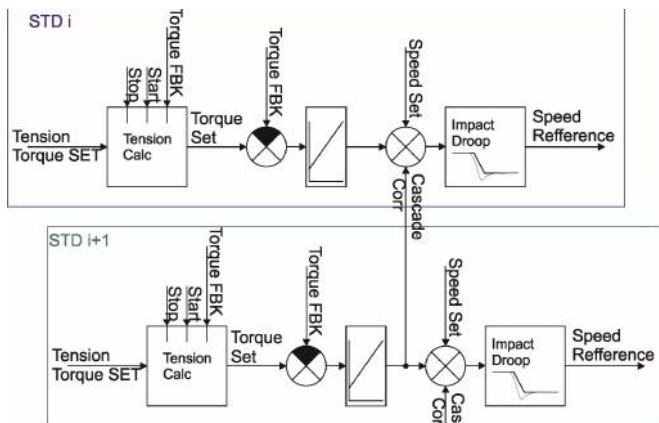 STD i
Torque FBK
Stop
Start
Tension
Torque SET
Tension
Calc
Torque
Set
Torque FBK
Speed Set
Cascade
Corr
Impact
Droop
Speed
Refference
STD i+1
Torque FBK
Stop
Start
Tension
Torque SET
Tension
Calc
Torque
Set
Torque FBK
Speed Set
Cas
Cor
Impact
Droop
Speed
Refference